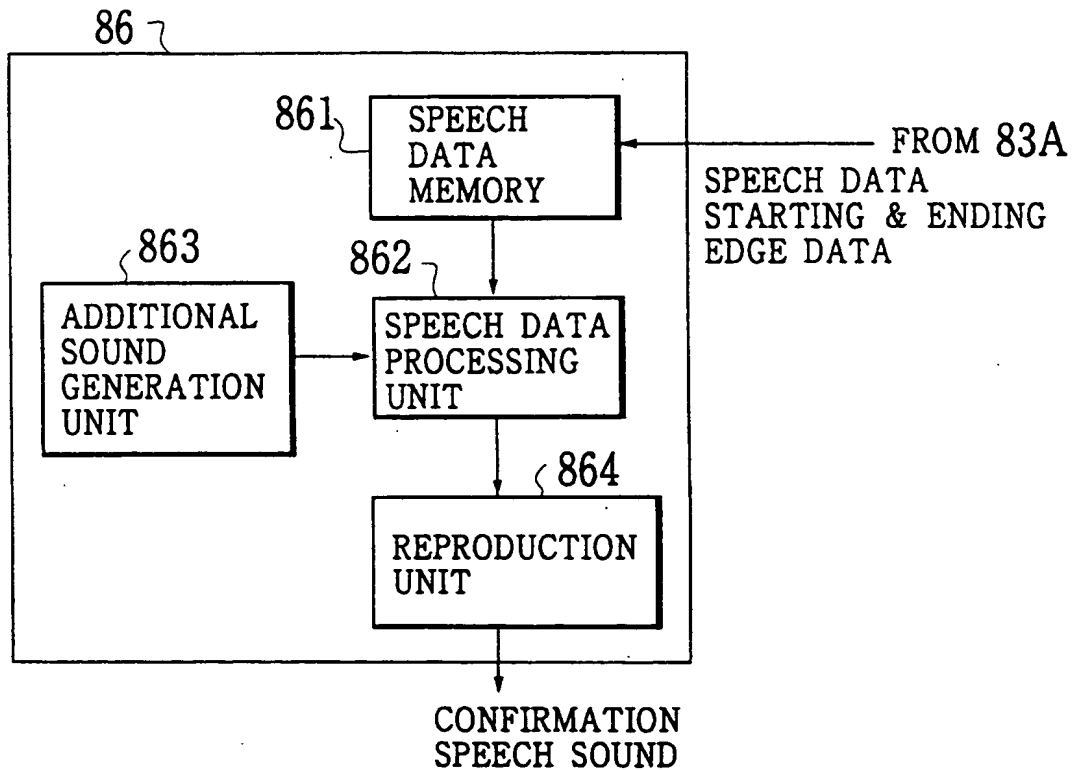 86
861
SPEECH
DATA
MEMORY
FROM 83A
SPEECH DATA
STARTING & ENDING
EDGE DATA
863
862
ADDITIONAL
SOUND
GENERATION
UNIT
SPEECH DATA
PROCESSING
UNIT
864
REPRODUCTION
UNIT
CONFIRMATION
SPEECH SOUND